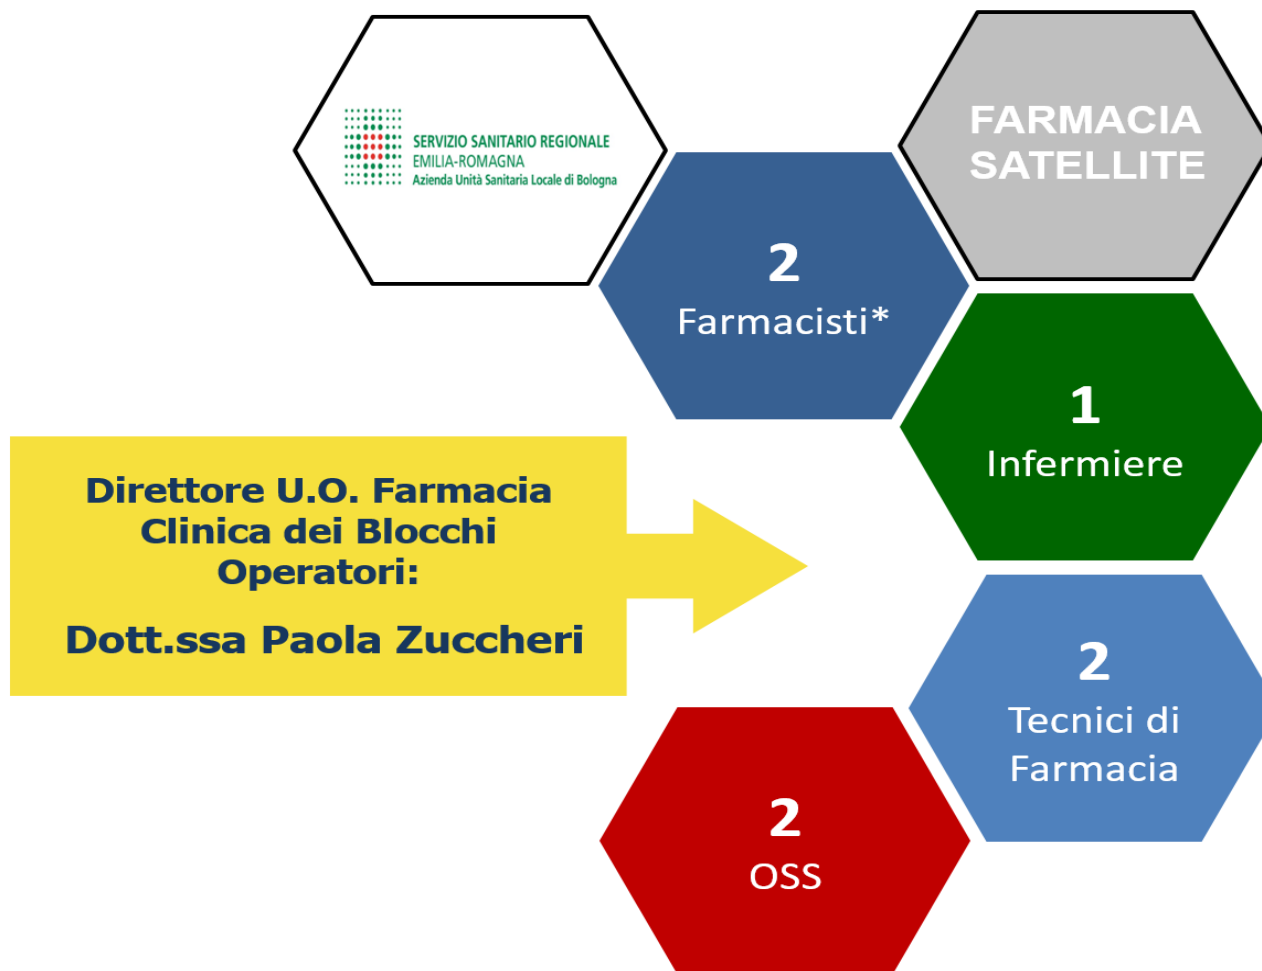 SERVIZIO SANITARIO REGIONALE
EMILIA-ROMAGNA
Azienda Unità Sanitaria Locale di Bologna
FARMACIA
SATELLITE
2
Farmacisti*
1
Infermiere
Direttore U.O. Farmacia
Clinica dei Blocchi
Operatori:
Dott.ssa Paola Zuccheri
2
Tecnici di
Farmacia
2
OSS